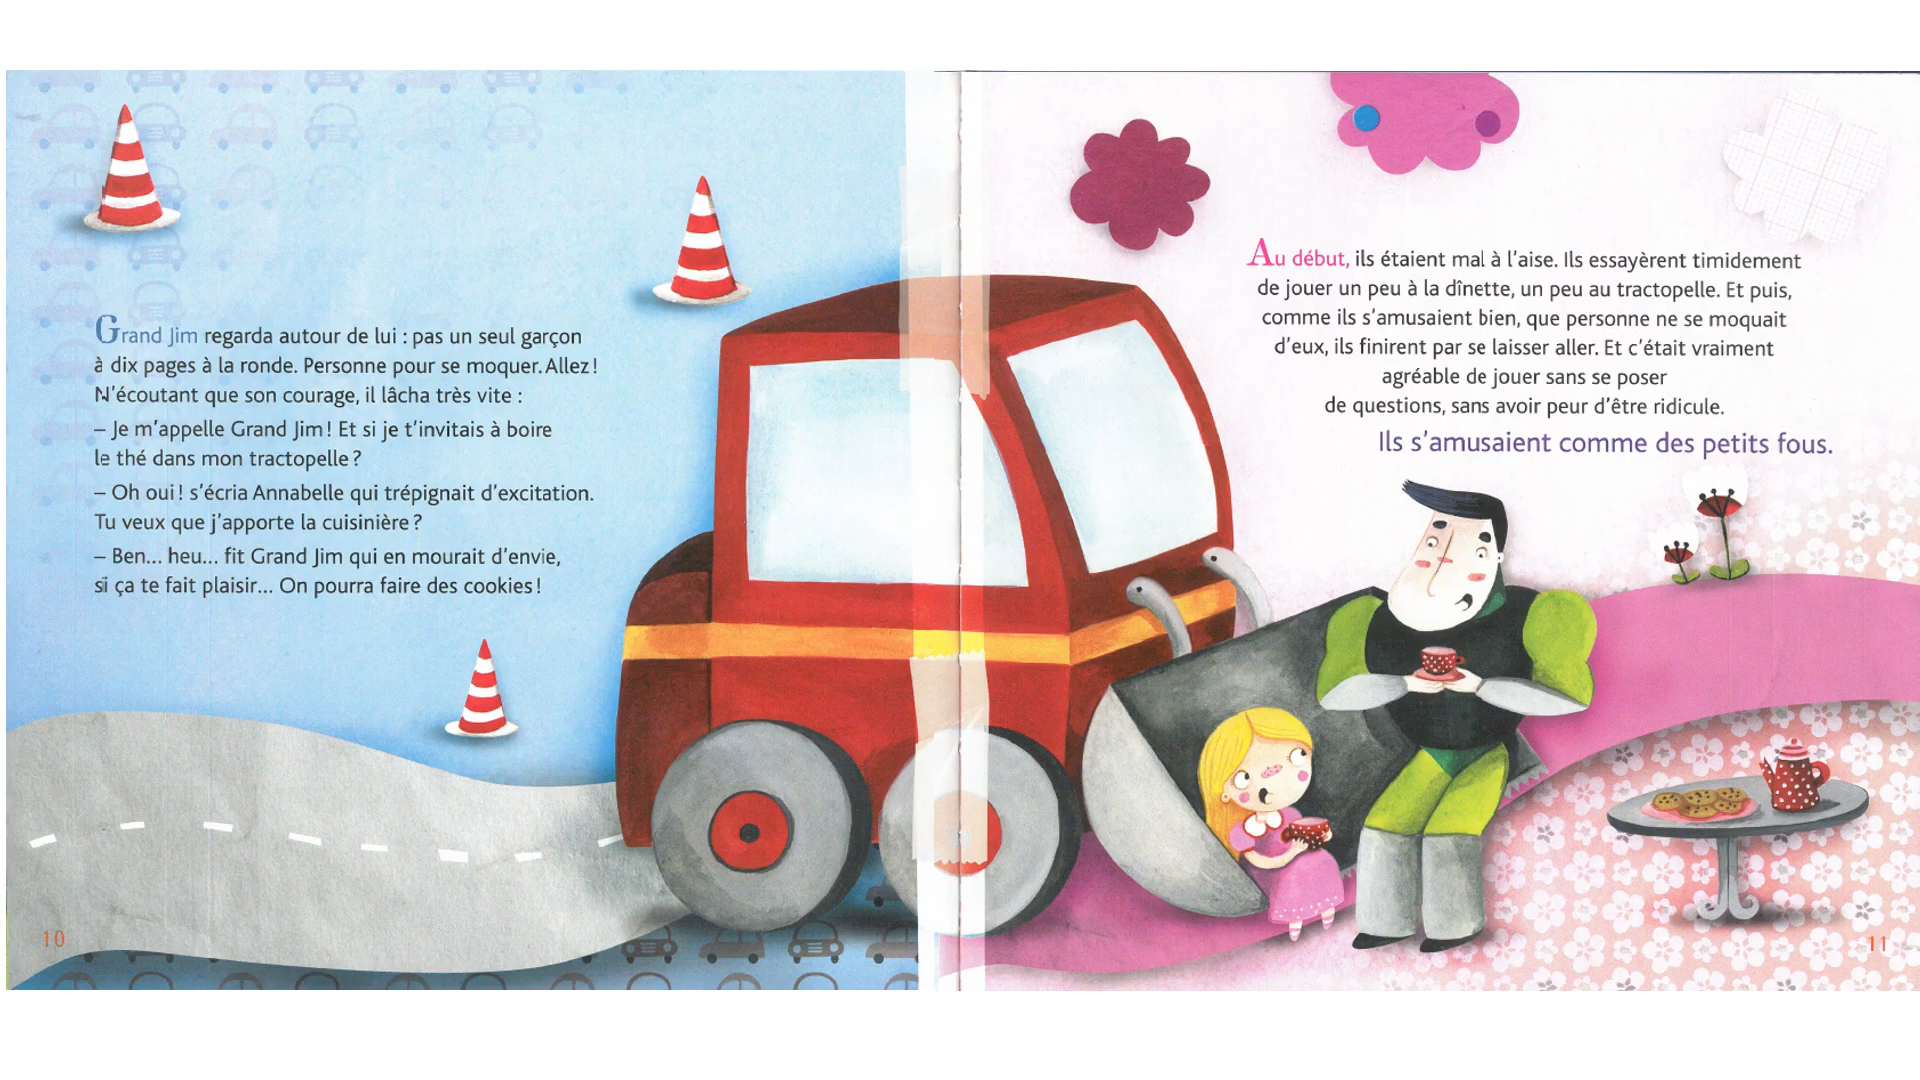 Grand Jim regarda autour de lui : pas un seul garçon
à dix pages à la ronde. Personne pour se moquer. Allez !
N'écoutant que son courage, il lâcha très vite :
– Je m'appelle Grand Jim ! Et si je t'invitais à boire
le thé dans mon tractopelle ?
– Oh oui ! s'écria Annabelle qui trépignait d'excitation.
Tu veux que j'apporte la cuisinière ?
– Ben... heu... fit Grand Jim qui en mourait d'envie,
si ça te fait plaisir... On pourra faire des cookies !
10
Au début, ils étaient mal à l'aise. Ils essayèrent timidement
de jouer un peu à la dînette, un peu au tractopelle. Et puis,
comme ils s'amusaient bien, que personne ne se moquait
d'eux, ils finirent par se laisser aller. Et c'était vraiment
agréable de jouer sans se poser
de questions, sans avoir peur d'être ridicule.
Ils s'amusaient comme des petits fous.
11